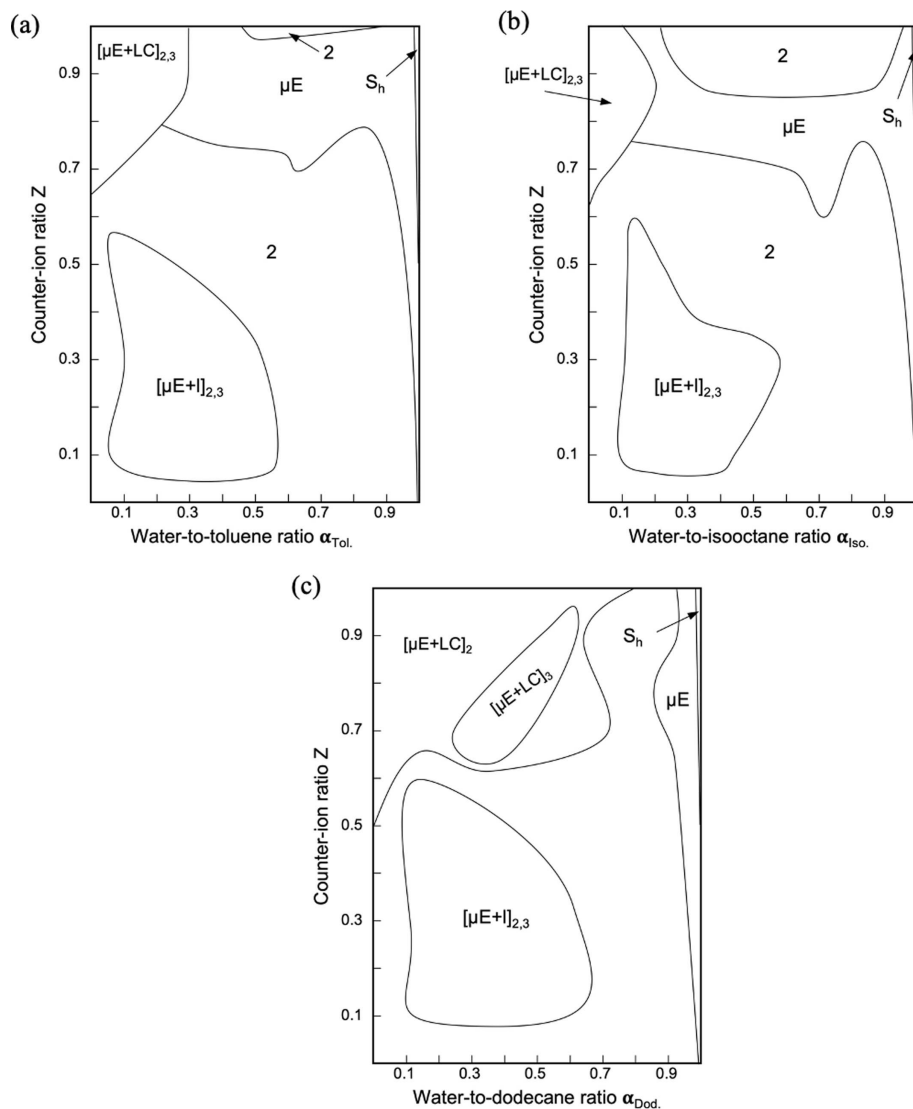 (a)
[µE+LC]2,3
2
µE
Sh
2
[µE+I]2,3
Counter-ion ratio Z
0.9
0.7
0.5
0.3
0.1
0.1 0.3 0.5 0.7 0.9
Water-to-toluene ratio αTol.
(b)
[µE+LC]2,3
2
µE
Sh
2
[µE+I]2,3
Counter-ion ratio Z
0.9
0.7
0.5
0.3
0.1
0.1 0.3 0.5 0.7 0.9
Water-to-isooctane ratio αIso.
(c)
[µE+LC]2
[µE+LC]3
Sh
µE
[µE+I]2,3
Counter-ion ratio Z
0.9
0.7
0.5
0.3
0.1
0.1 0.3 0.5 0.7 0.9
Water-to-dodecane ratio αDod.